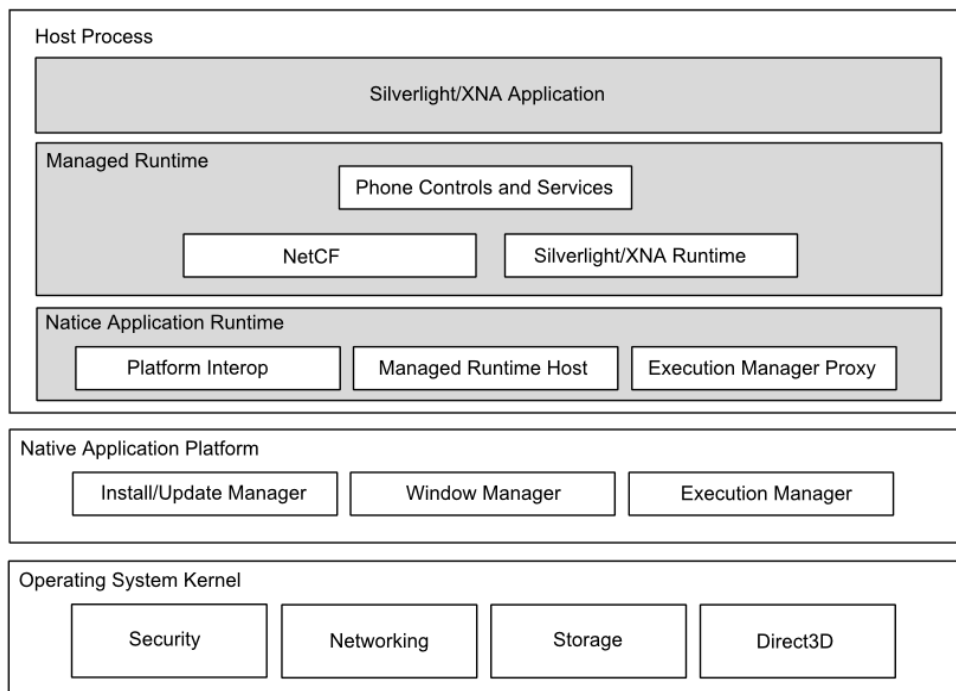 Host Process
Silverlight/XNA Application
Managed Runtime
Phone Controls and Services
NetCF
Silverlight/XNA Runtime
Natice Application Runtime
Platform Interop
Managed Runtime Host
Execution Manager Proxy
Native Application Platform
Install/Update Manager
Window Manager
Execution Manager
Operating System Kernel
Security
Networking
Storage
Direct3D